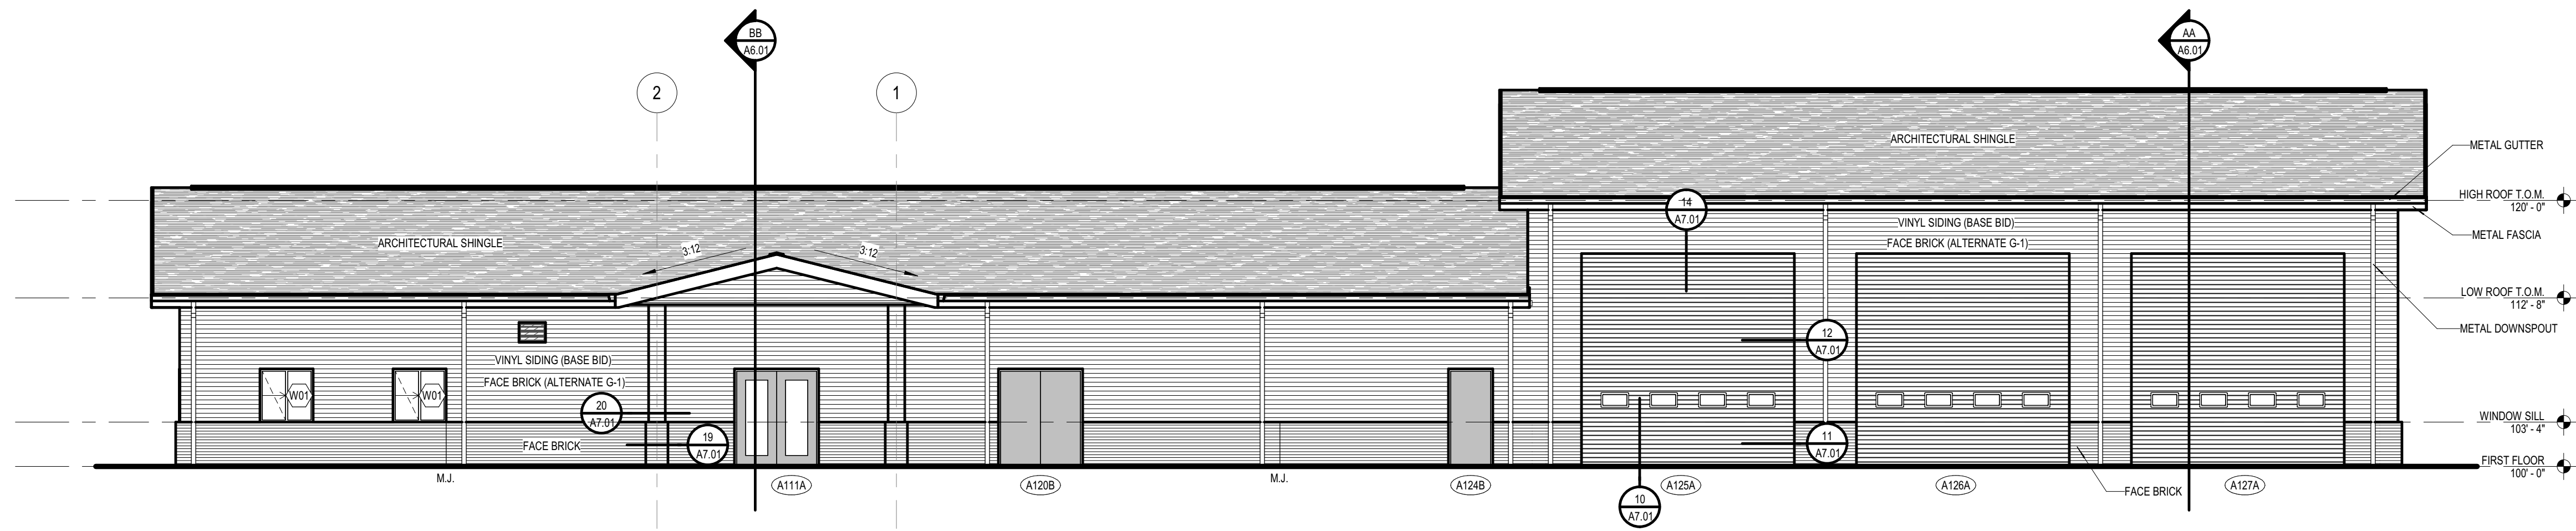 BB
A6.01
AA
A6.01
2
1
ARCHITECTURAL SHINGLE
METAL GUTTER
HIGH ROOF T.O.M.
120' - 0"
14
A7.01
VINYL SIDING (BASE BID)
FACE BRICK (ALTERNATE G-1)
METAL FASCIA
ARCHITECTURAL SHINGLE
3:12
3:12
LOW ROOF T.O.M.
112' - 8"
METAL DOWNSPOUT
12
A7.01
VINYL SIDING (BASE BID)
FACE BRICK (ALTERNATE G-1)
W01
W01
20
A7.01
WINDOW SILL
103' - 4"
19
A7.01
FACE BRICK
11
A7.01
FIRST FLOOR
100' - 0"
M.J.
A111A
A120B
M.J.
A124B
A125A
A126A
A127A
FACE BRICK
10
A7.01